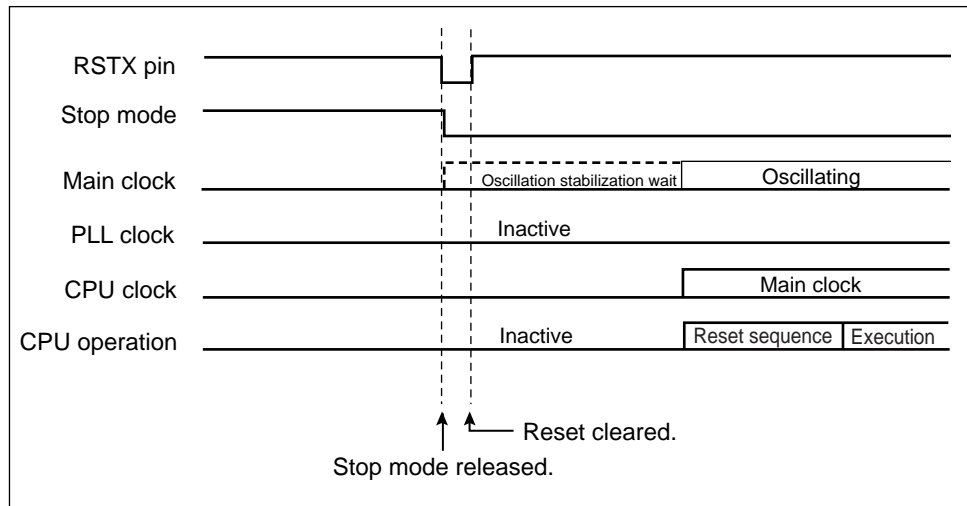 RSTX pin
Stop mode
Main clock
Oscillation stabilization wait
Oscillating
PLL clock
Inactive
CPU clock
Main clock
CPU operation
Inactive
Reset sequence
Execution
Reset cleared.
Stop mode released.